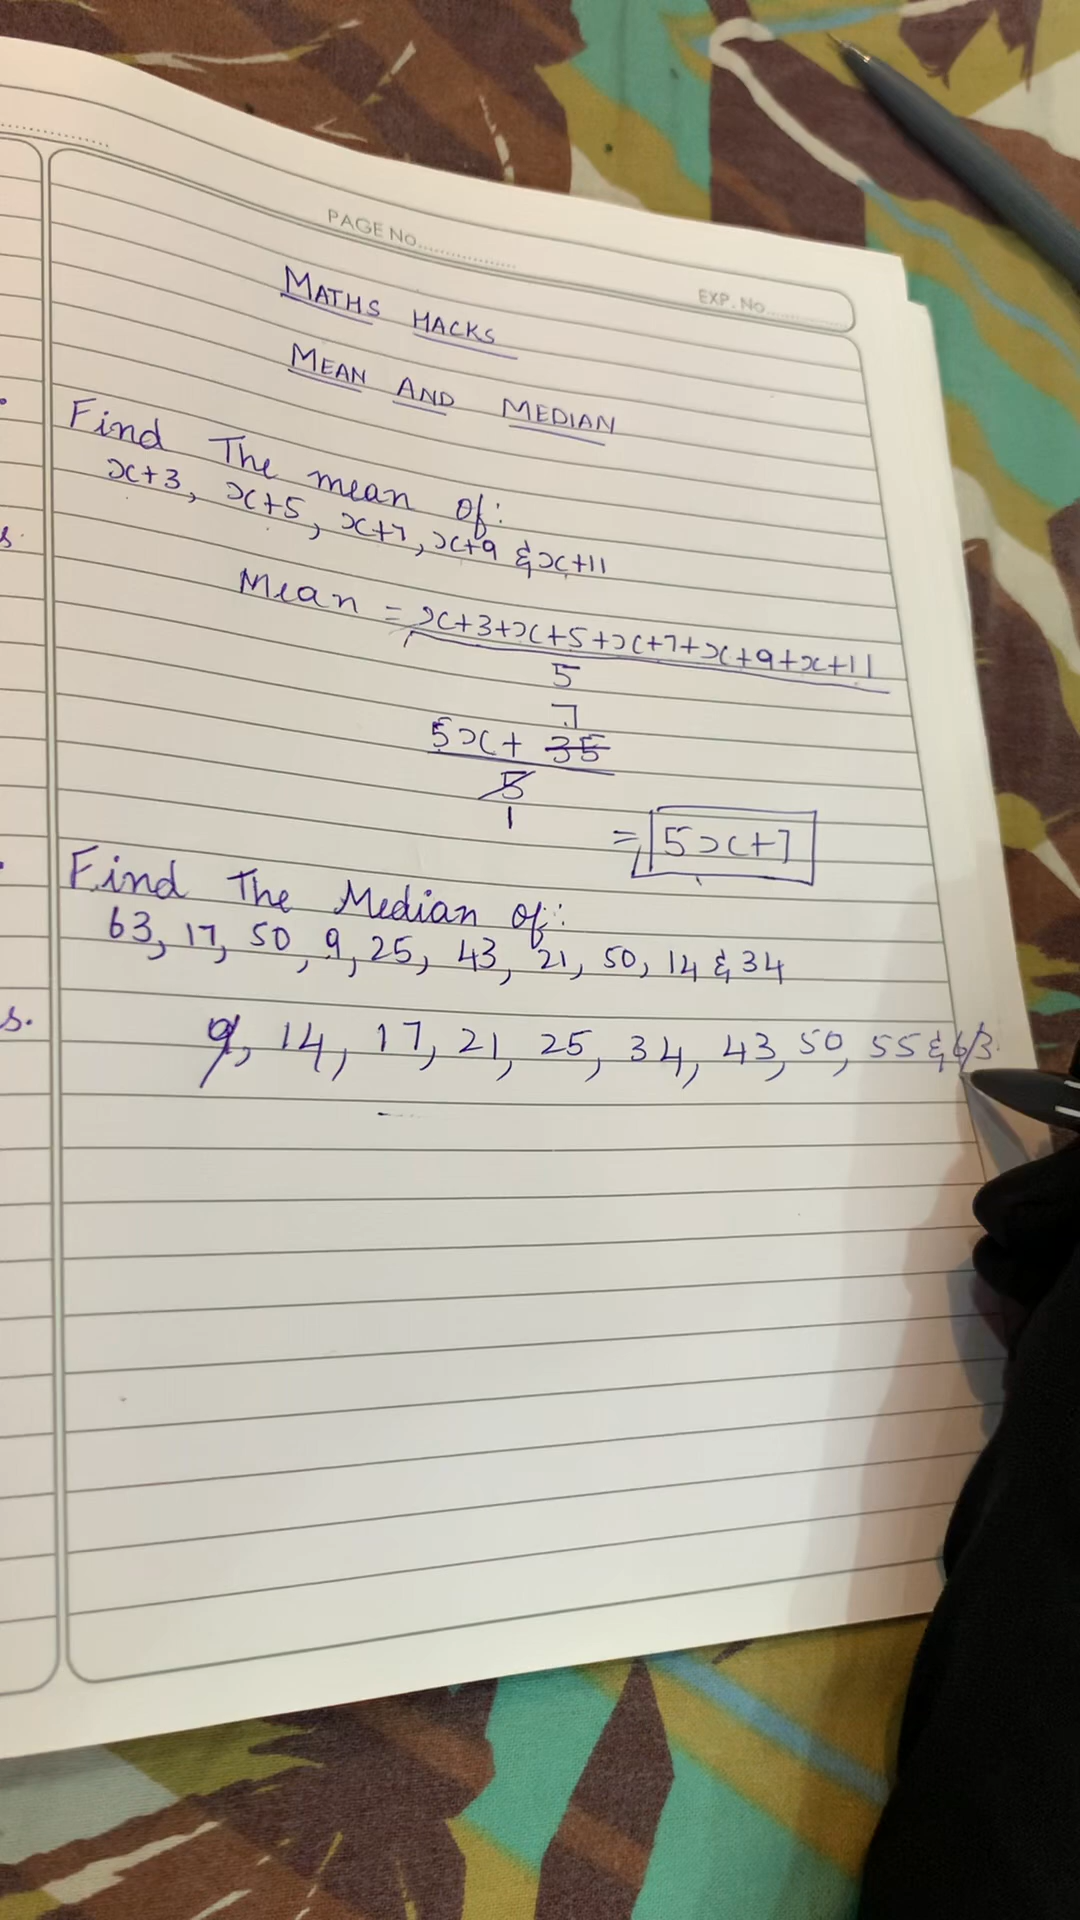 PAGE No.
EXP. No.
MATHS HACKS
MEAN AND MEDIAN
Find The mean of:
x+3, x+5, x+7, x+9 & x+11
s.
Mean = x+3+x+5+x+7+x+9+x+11
5
7
5x+ 35
5
1
= 5x+7
Find The Median of:
63, 17, 50, 9, 25, 43, 21, 50, 14 & 34
s.
9, 14, 17, 21, 25, 34, 43, 50, 55 & 63.